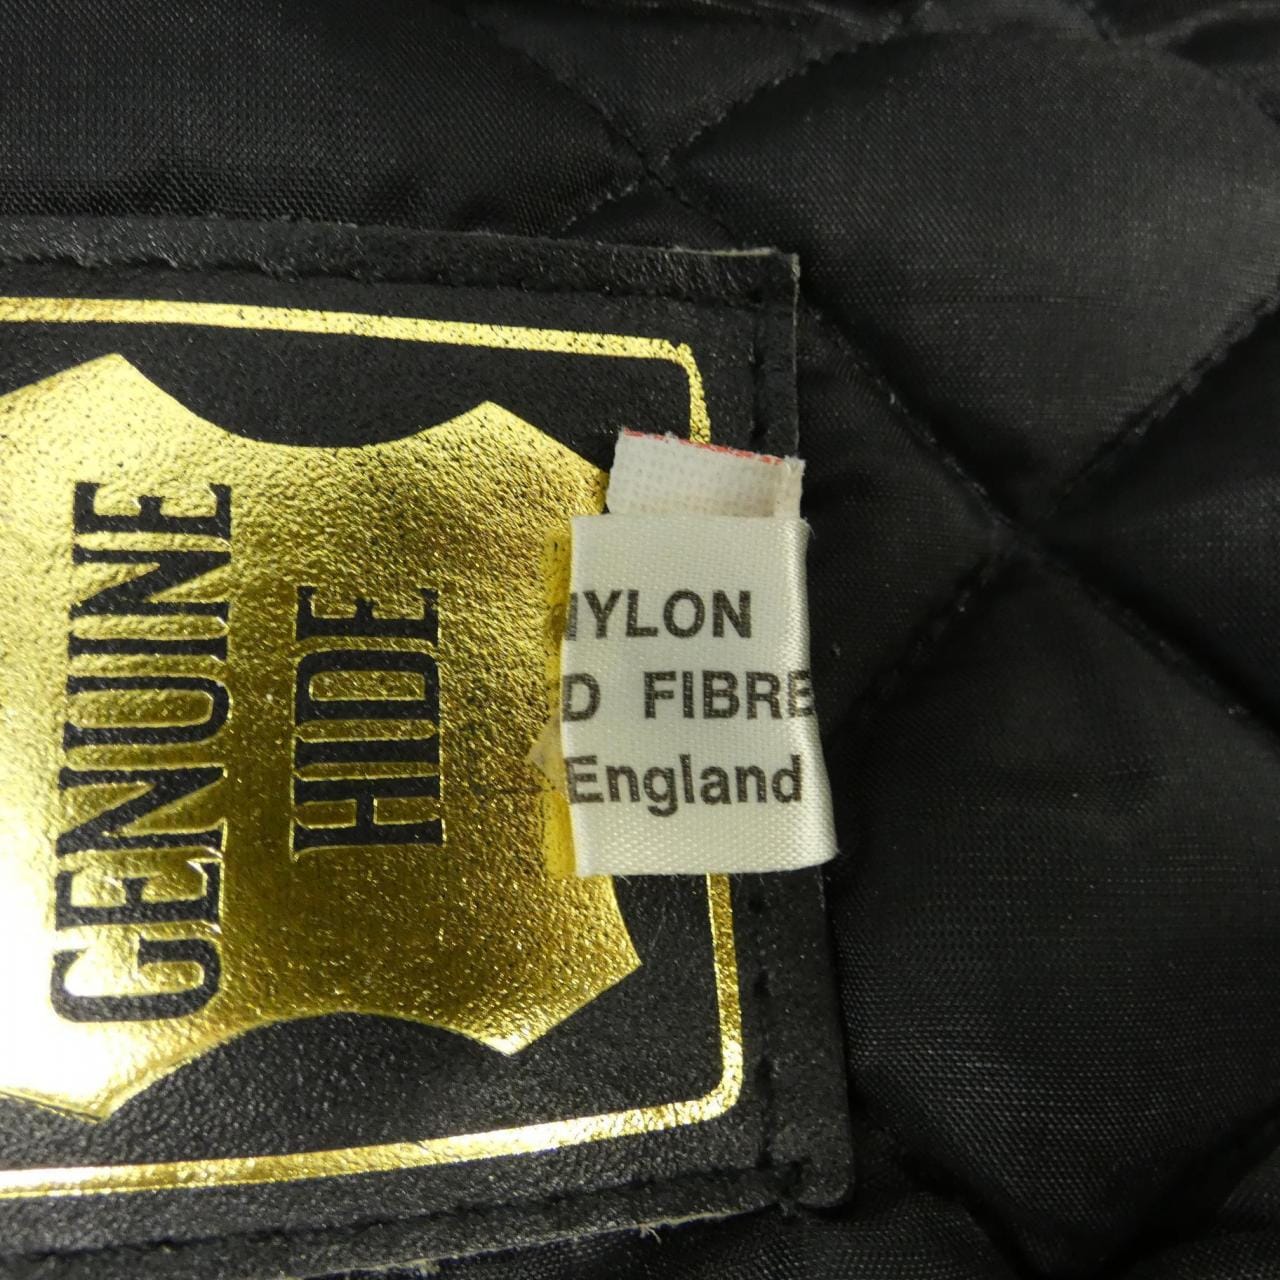 GENUINE
HIDE
NYLON
D FIBRE
England